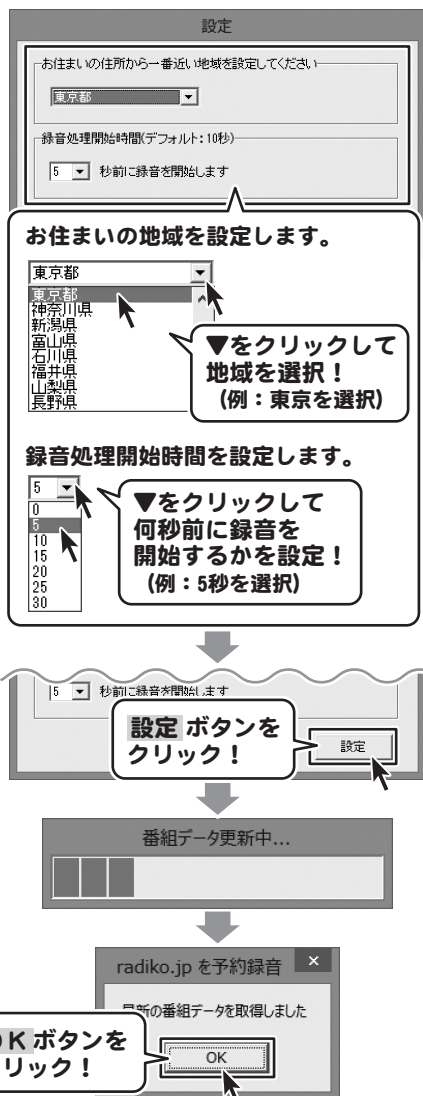 設定
お住まいの住所から一番近い地域を設定してください
東京都
録音処理開始時間(デフォルト:10秒)
5 秒前に録音を開始します
お住まいの地域を設定します。
東京都
東京都
神奈川県
新潟県
富山県
石川県
福井県
山梨県
長野県
▼をクリックして
地域を選択!
(例:東京を選択)
録音処理開始時間を設定します。
5
0
5
10
15
20
25
30
▼をクリックして
何秒前に録音を
開始するかを設定!
(例:5秒を選択)
5 秒前に録音を開始します
設定 ボタンを
クリック!
設定
番組データ更新中...
radiko.jp を予約録音 ×
最新の番組データを取得しました
OK ボタンを
クリック!
OK